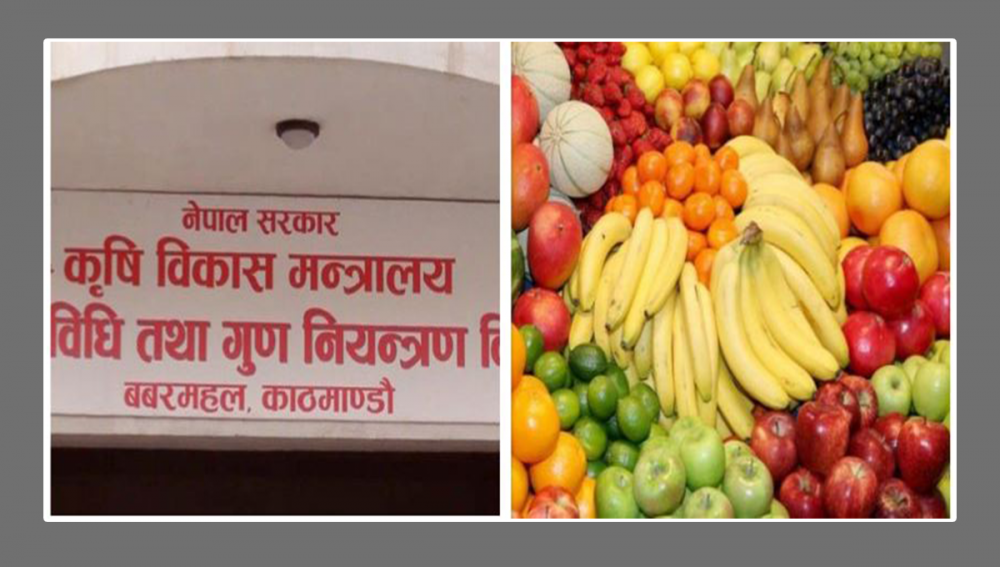 नेपाल सरकार
कृषि विकास मन्त्रालय
विधि तथा गुण नियन्त्रण
बबरमहल, काठमाण्डौ